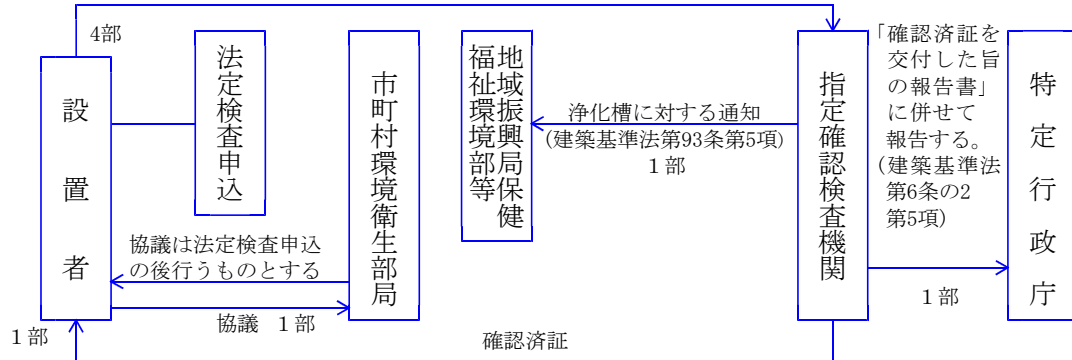 4部
設置者
法定検査申込
市町村環境衛生部局
地域振興局保健
福祉環境部等
指定確認検査機関
特定行政庁
「確認済証を
交付した旨
の報告書」
に併せて
報告する。
(建築基準法
第6条の2
第5項)
浄化槽に対する通知
(建築基準法第93条第5項)
１部
協議は法定検査申込
の後行うものとする
協議　１部
１部
１部
確認済証